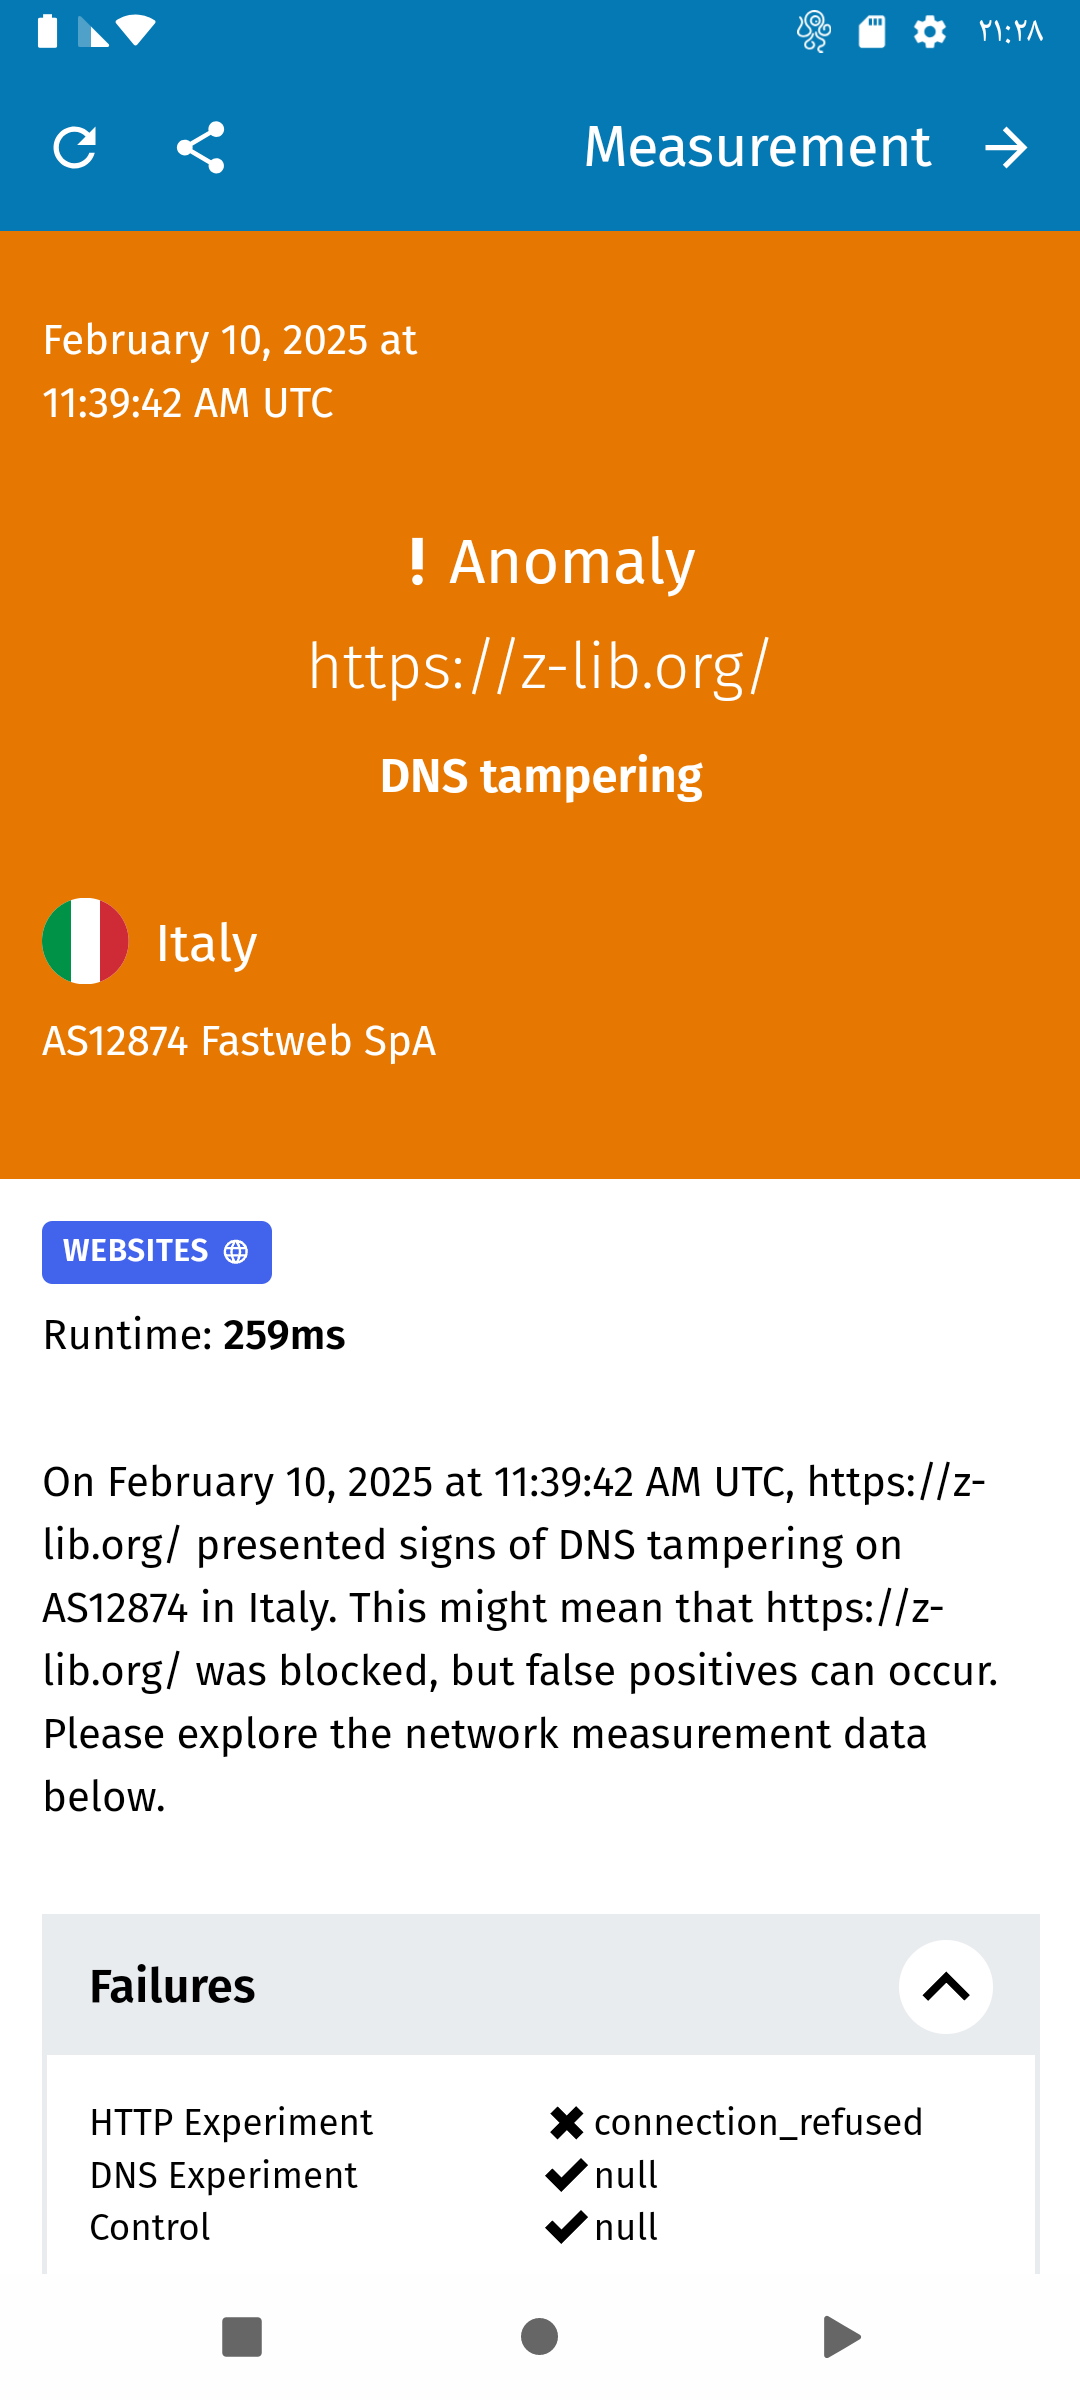 ۲۱:۲۸
Measurement
February 10, 2025 at
11:39:42 AM UTC
! Anomaly
https://z-lib.org/
DNS tampering
Italy
AS12874 Fastweb SpA
WEBSITES
Runtime: 259ms
On February 10, 2025 at 11:39:42 AM UTC, https://z-
lib.org/ presented signs of DNS tampering on
AS12874 in Italy. This might mean that https://z-
lib.org/ was blocked, but false positives can occur.
Please explore the network measurement data
below.
Failures
HTTP Experiment connection_refused
DNS Experiment null
Control null